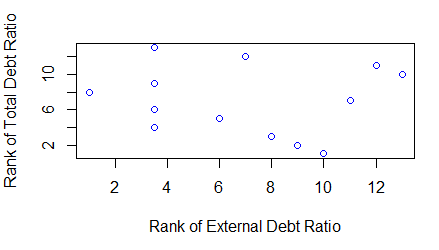 Rank of Total Debt Ratio
10
6
2
2 4 6 8 10 12
Rank of External Debt Ratio